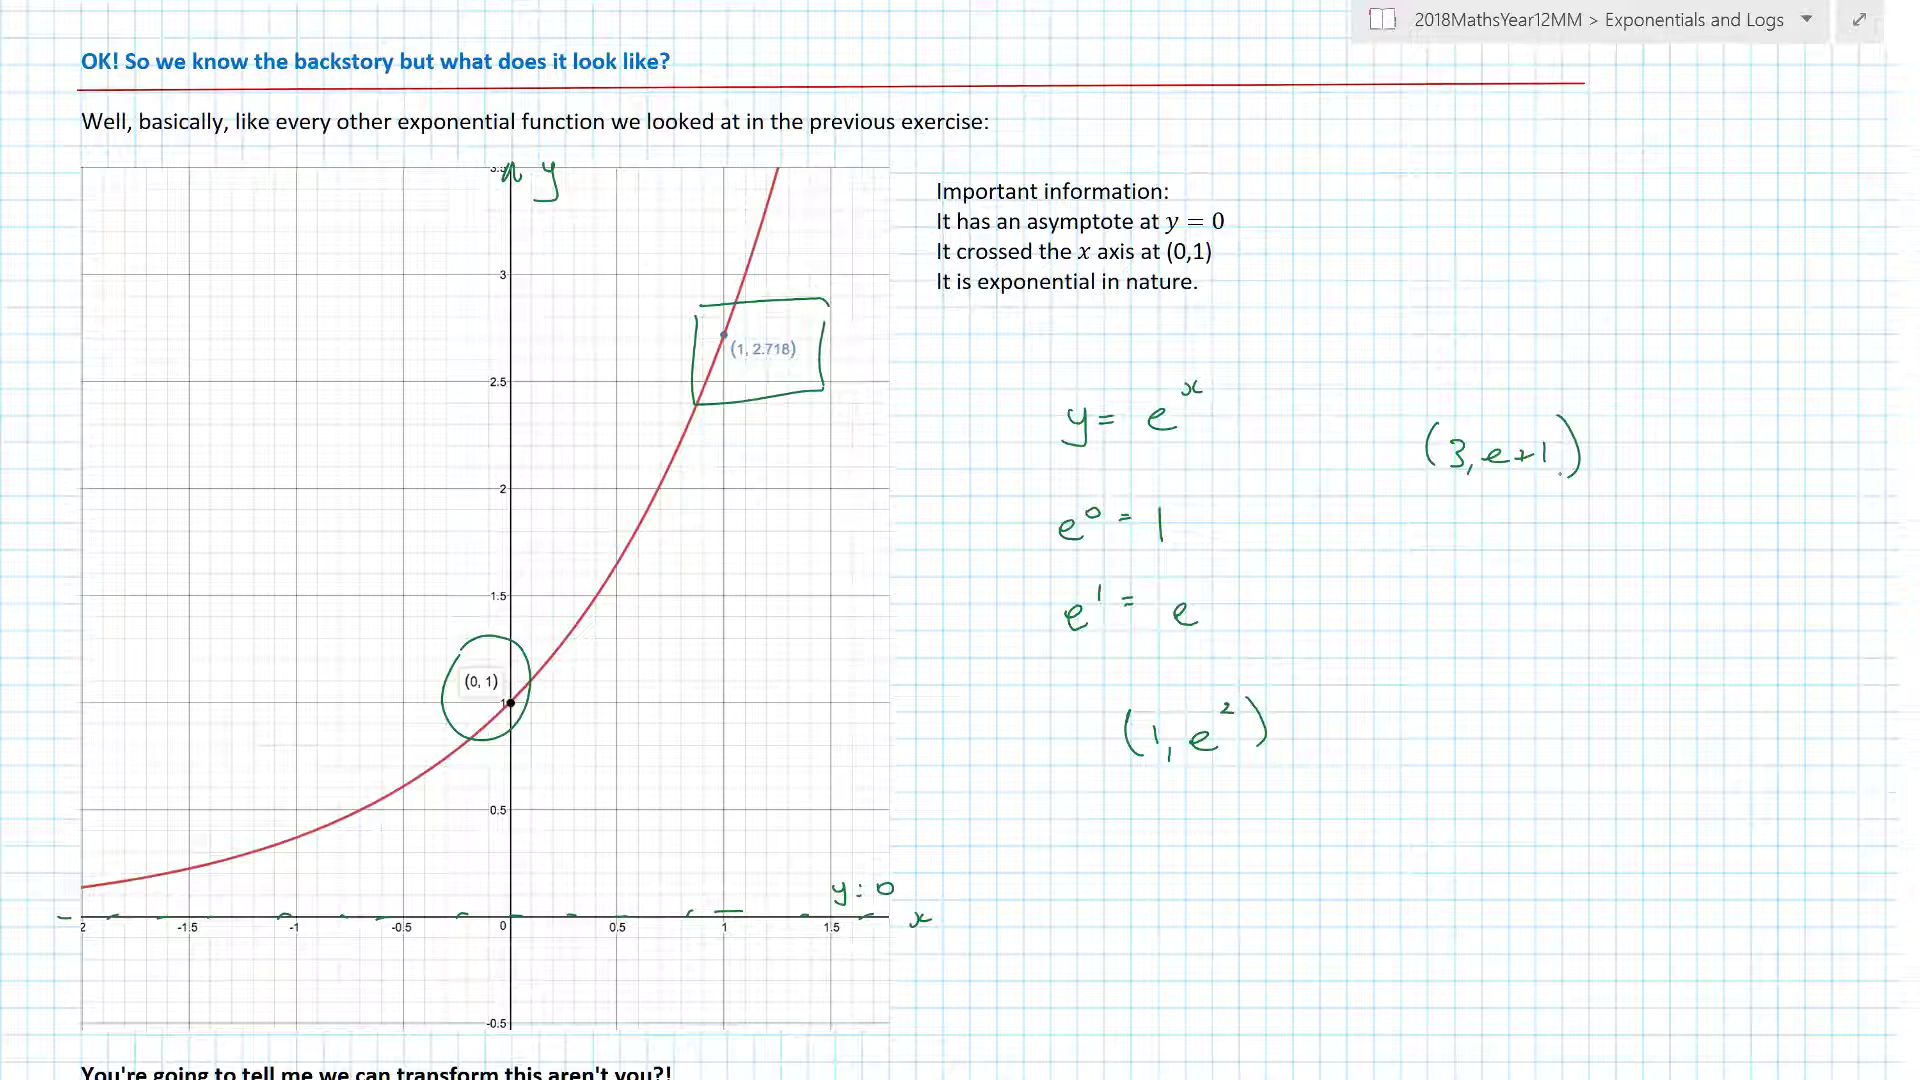 2018MathsYear12MM > Exponentials and Logs
OK! So we know the backstory but what does it look like?
Well, basically, like every other exponential function we looked at in the previous exercise:
y
3
(1, 2.718)
2.5
2
1.5
(0, 1)
1
0.5
y : 0
x
2 -1.5 -1 -0.5 0 0.5 1 1.5
-0.5
Important information:
It has an asymptote at y = 0
It crossed the x axis at (0,1)
It is exponential in nature.
y = e^x
(3, e+1)
e^0 = 1
e^1 = e
(1, e^2)
You're going to tell me we can transform this aren't you?!